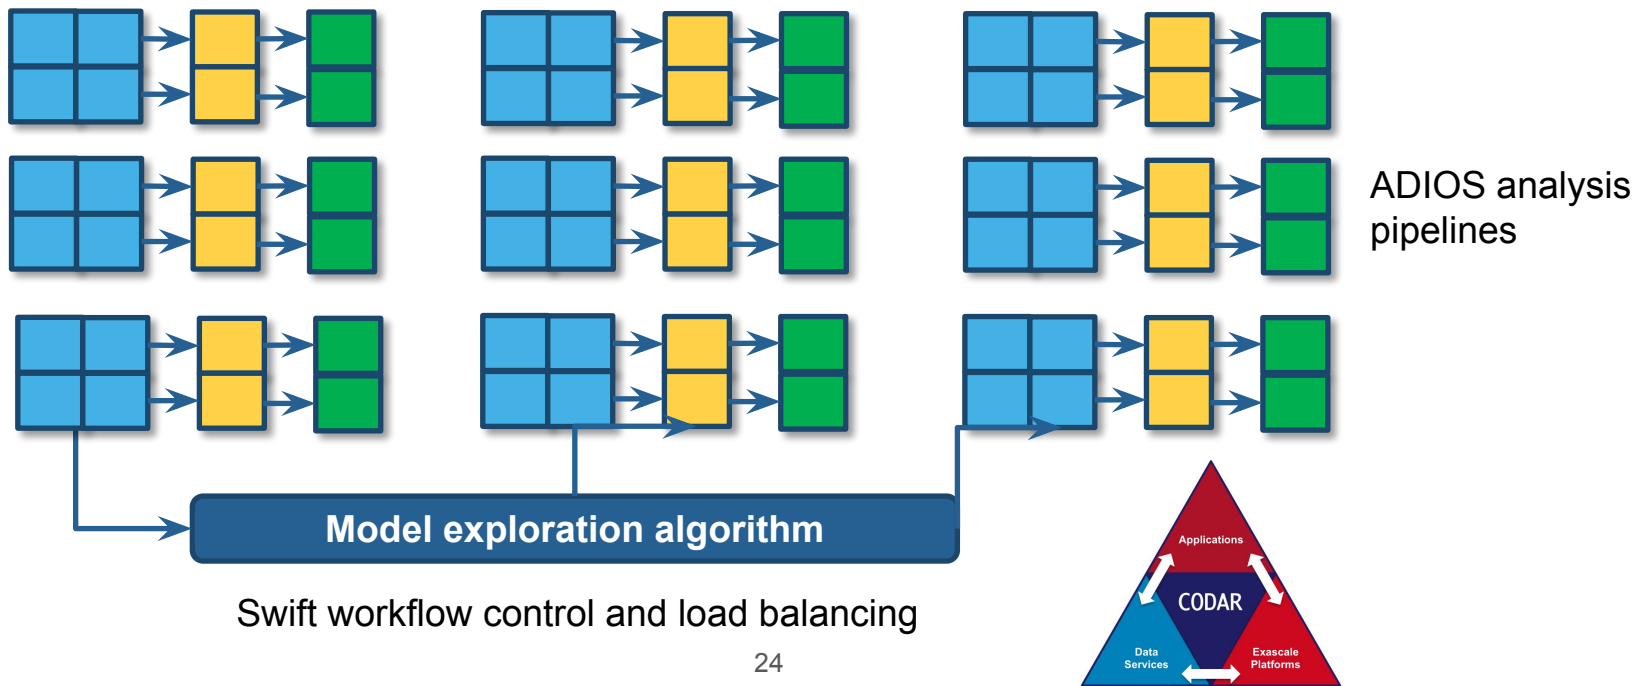 ADIOS analysis
pipelines
Model exploration algorithm
Swift workflow control and load balancing
24
Applications
CODAR
Data
Services
Exascale
Platforms